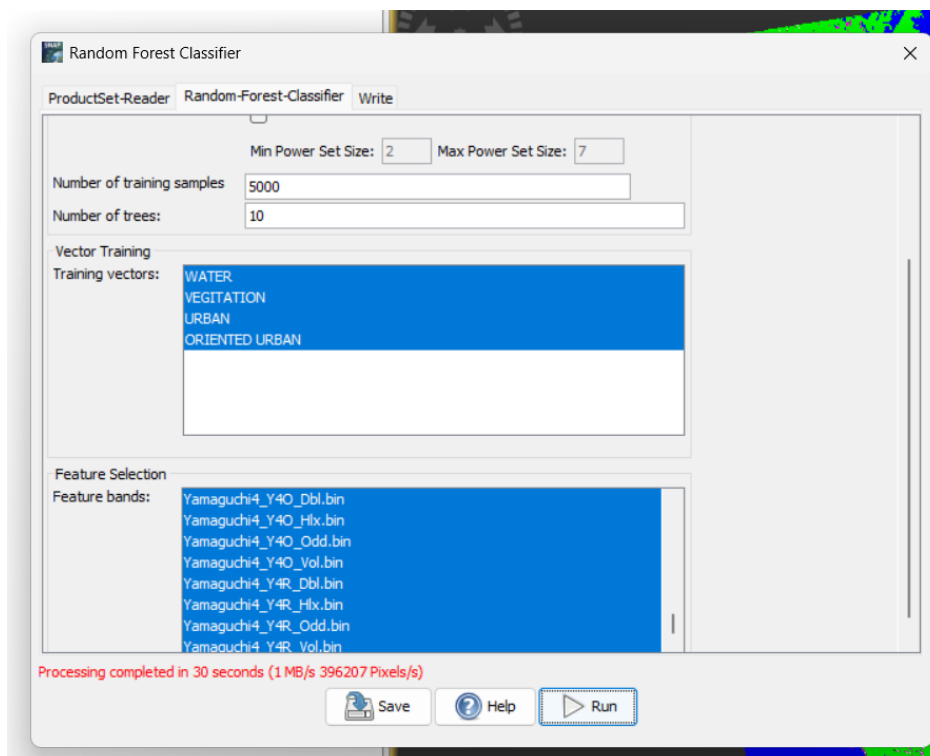 Random Forest Classifier
ProductSet-Reader Random-Forest-Classifier Write
Min Power Set Size: 2 Max Power Set Size: 7
Number of training samples 5000
Number of trees: 10
Vector Training
Training vectors: WATER
VEGITATION
URBAN
ORIENTED URBAN
Feature Selection
Feature bands: Yamaguchi4_Y4O_Dbl.bin
Yamaguchi4_Y4O_Hlx.bin
Yamaguchi4_Y4O_Odd.bin
Yamaguchi4_Y4O_Vol.bin
Yamaguchi4_Y4R_Dbl.bin
Yamaguchi4_Y4R_Hlx.bin
Yamaguchi4_Y4R_Odd.bin
Yamaguchi4_Y4R_Vol.bin
Processing completed in 30 seconds (1 MB/s 396207 Pixels/s)
Save Help Run